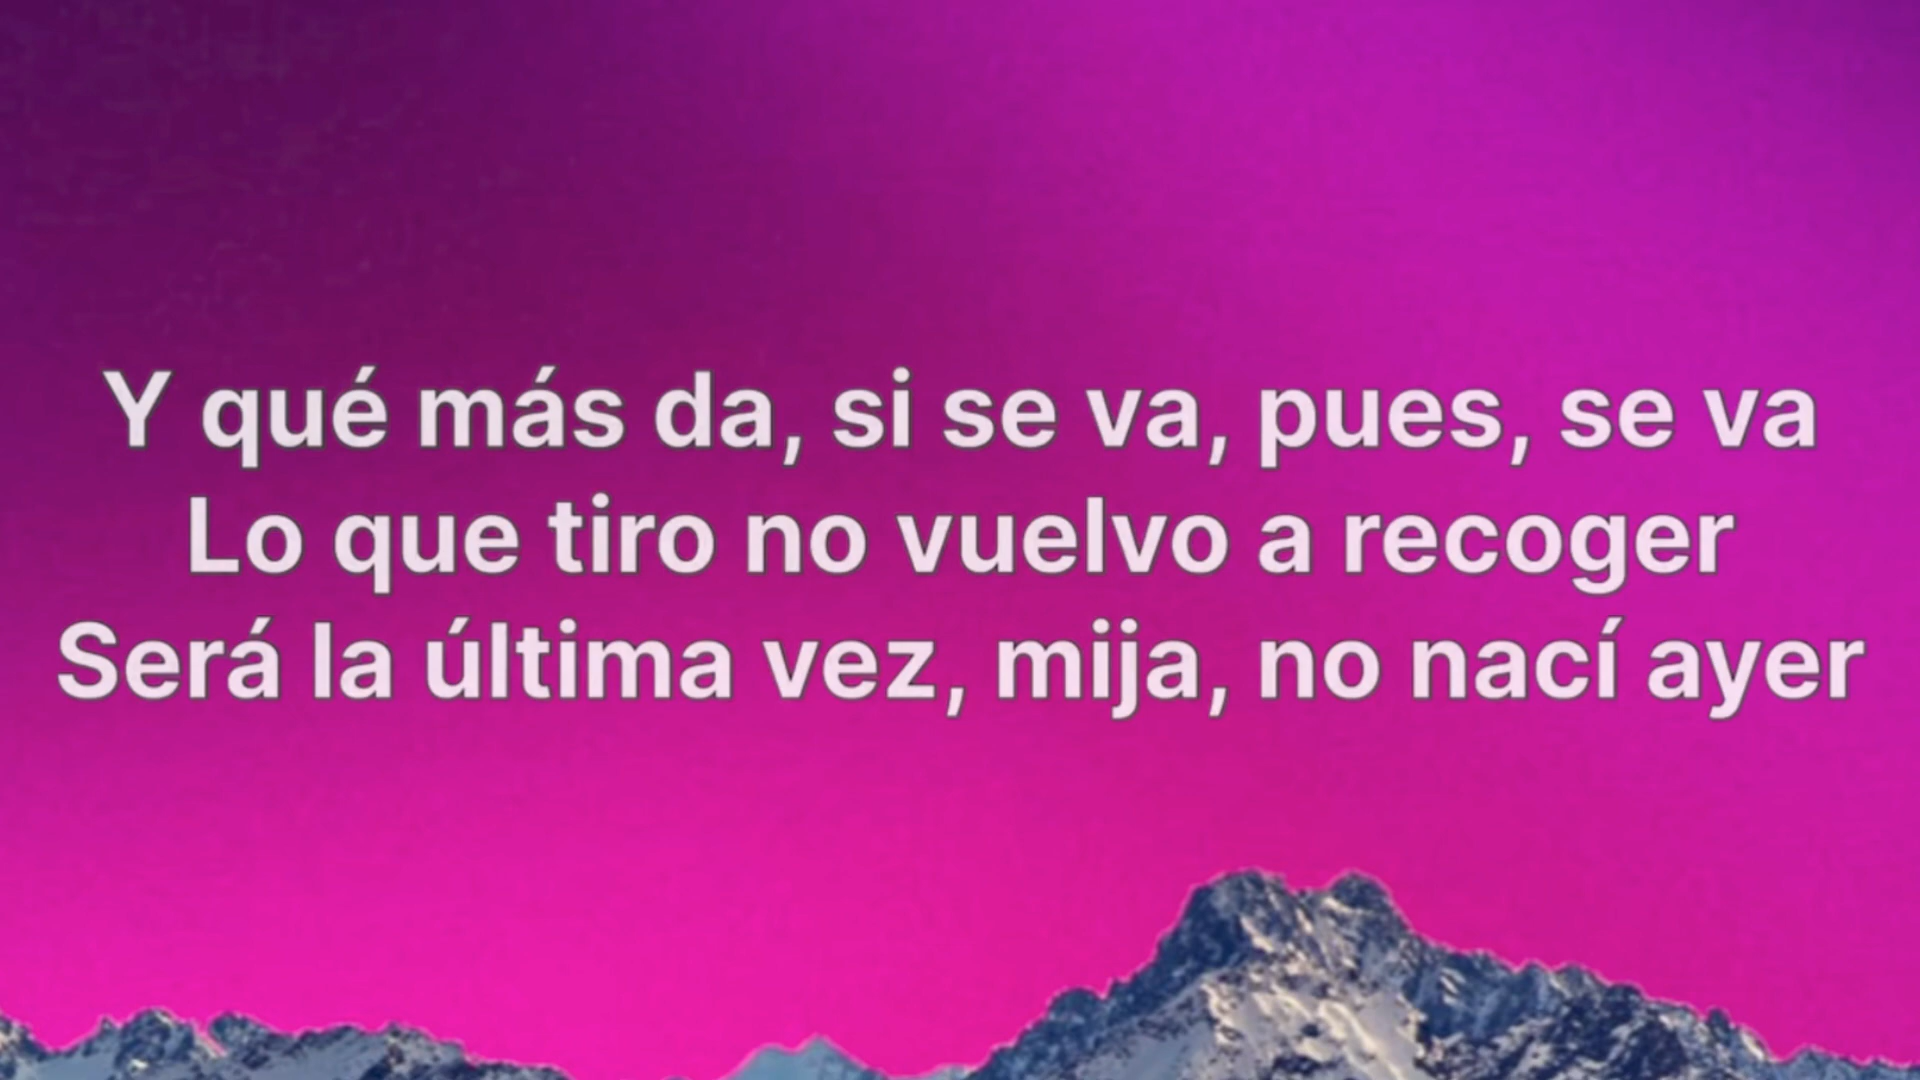 Y qué más da, si se va, pues, se va
Lo que tiro no vuelvo a recoger
Será la última vez, mija, no nací ayer